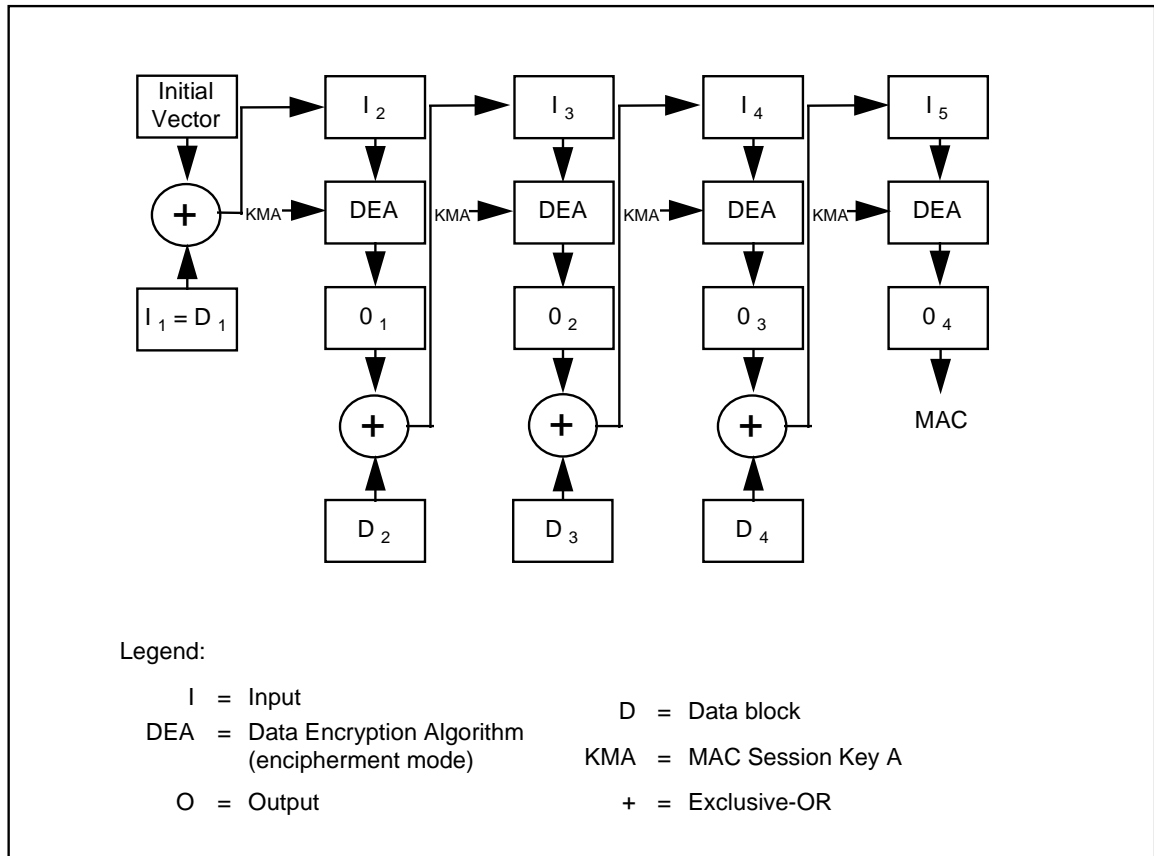 Initial Vector
I 2
I 3
I 4
I 5
+
KMA
DEA
KMA
DEA
KMA
DEA
KMA
DEA
I 1 = D 1
0 1
0 2
0 3
0 4
+
+
+
MAC
D 2
D 3
D 4
Legend:
I = Input
DEA = Data Encryption Algorithm
(encipherment mode)
O = Output
D = Data block
KMA = MAC Session Key A
+ = Exclusive-OR